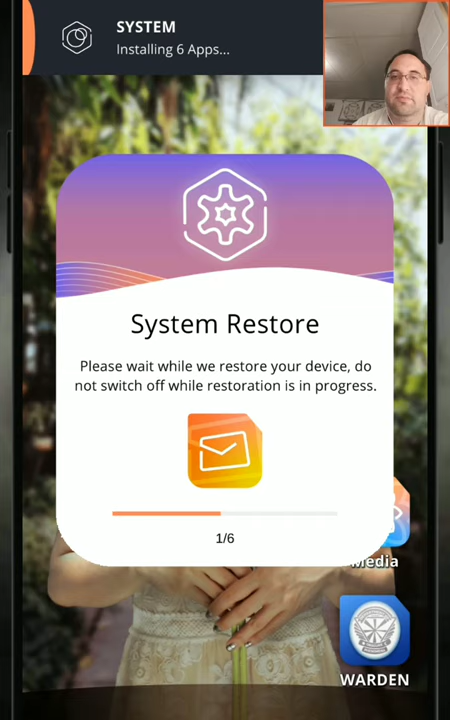 SYSTEM
Installing 6 Apps...
System Restore
Please wait while we restore your device, do
not switch off while restoration is in progress.
1/6
Media
WARDEN